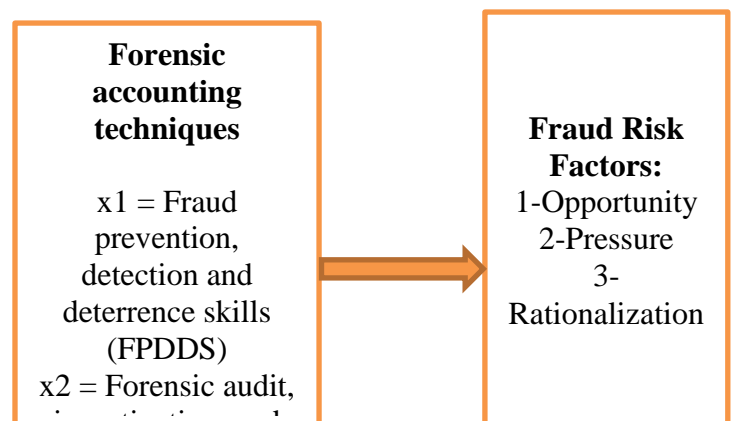 Forensic
accounting
techniques
x1 = Fraud
prevention,
detection and
deterrence skills
(FPDDS)
x2 = Forensic audit,
Fraud Risk
Factors:
1-Opportunity
2-Pressure
3-
Rationalization